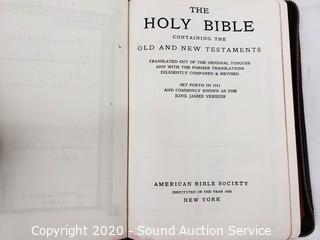 THE
HOLY BIBLE
CONTAINING THE
OLD AND NEW TESTAMENTS
TRANSLATED OUT OF THE ORIGINAL TONGUES
AND WITH THE FORMER TRANSLATIONS
DILIGENTLY COMPARED & REVISED
SET FORTH IN 1611
AND COMMONLY KNOWN AS THE
KING JAMES VERSION
AMERICAN BIBLE SOCIETY
INSTITUTED IN THE YEAR 1816
NEW YORK
Copyright © 2020 - Sound Auction Service